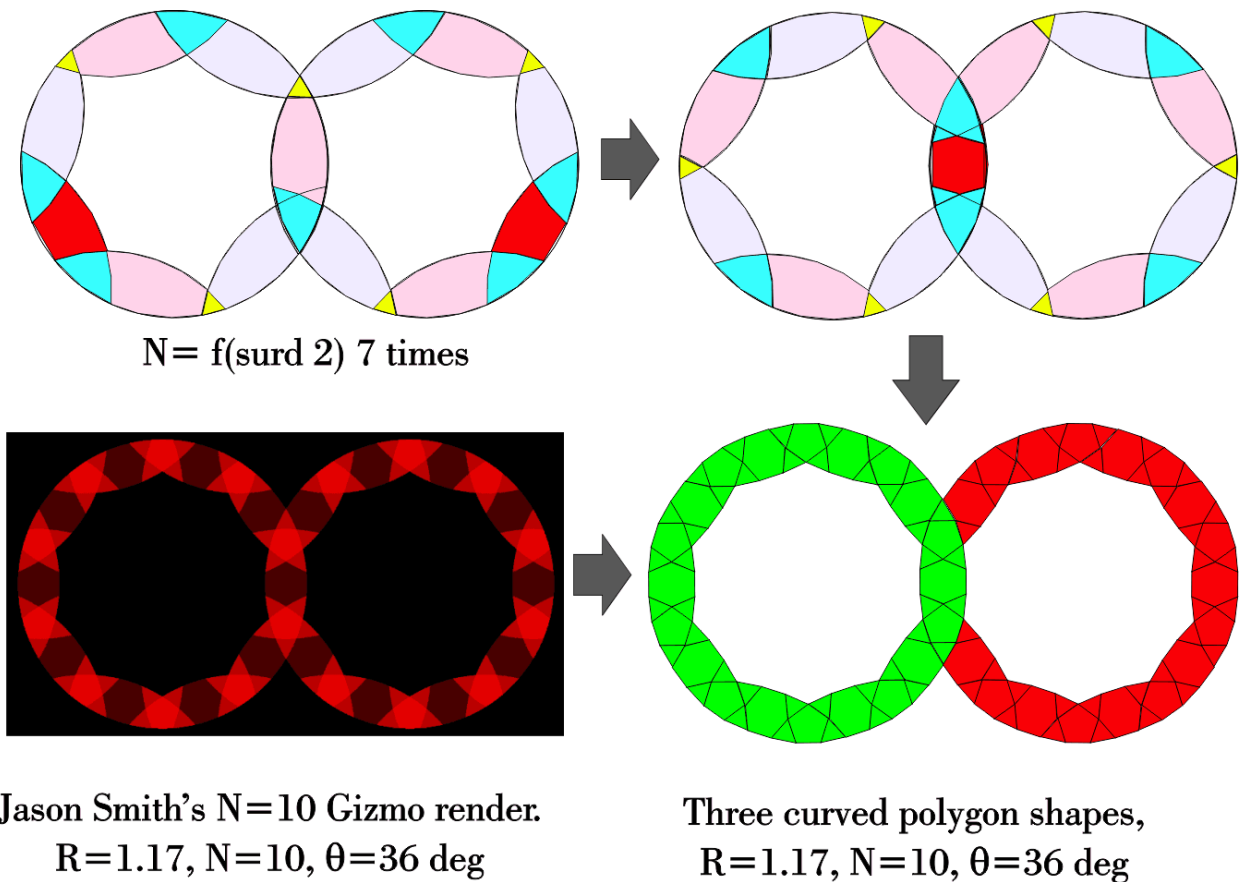 N= f(surd 2) 7 times
Jason Smith's N=10 Gizmo render.
R=1.17, N=10, θ=36 deg
Three curved polygon shapes,
R=1.17, N=10, θ=36 deg